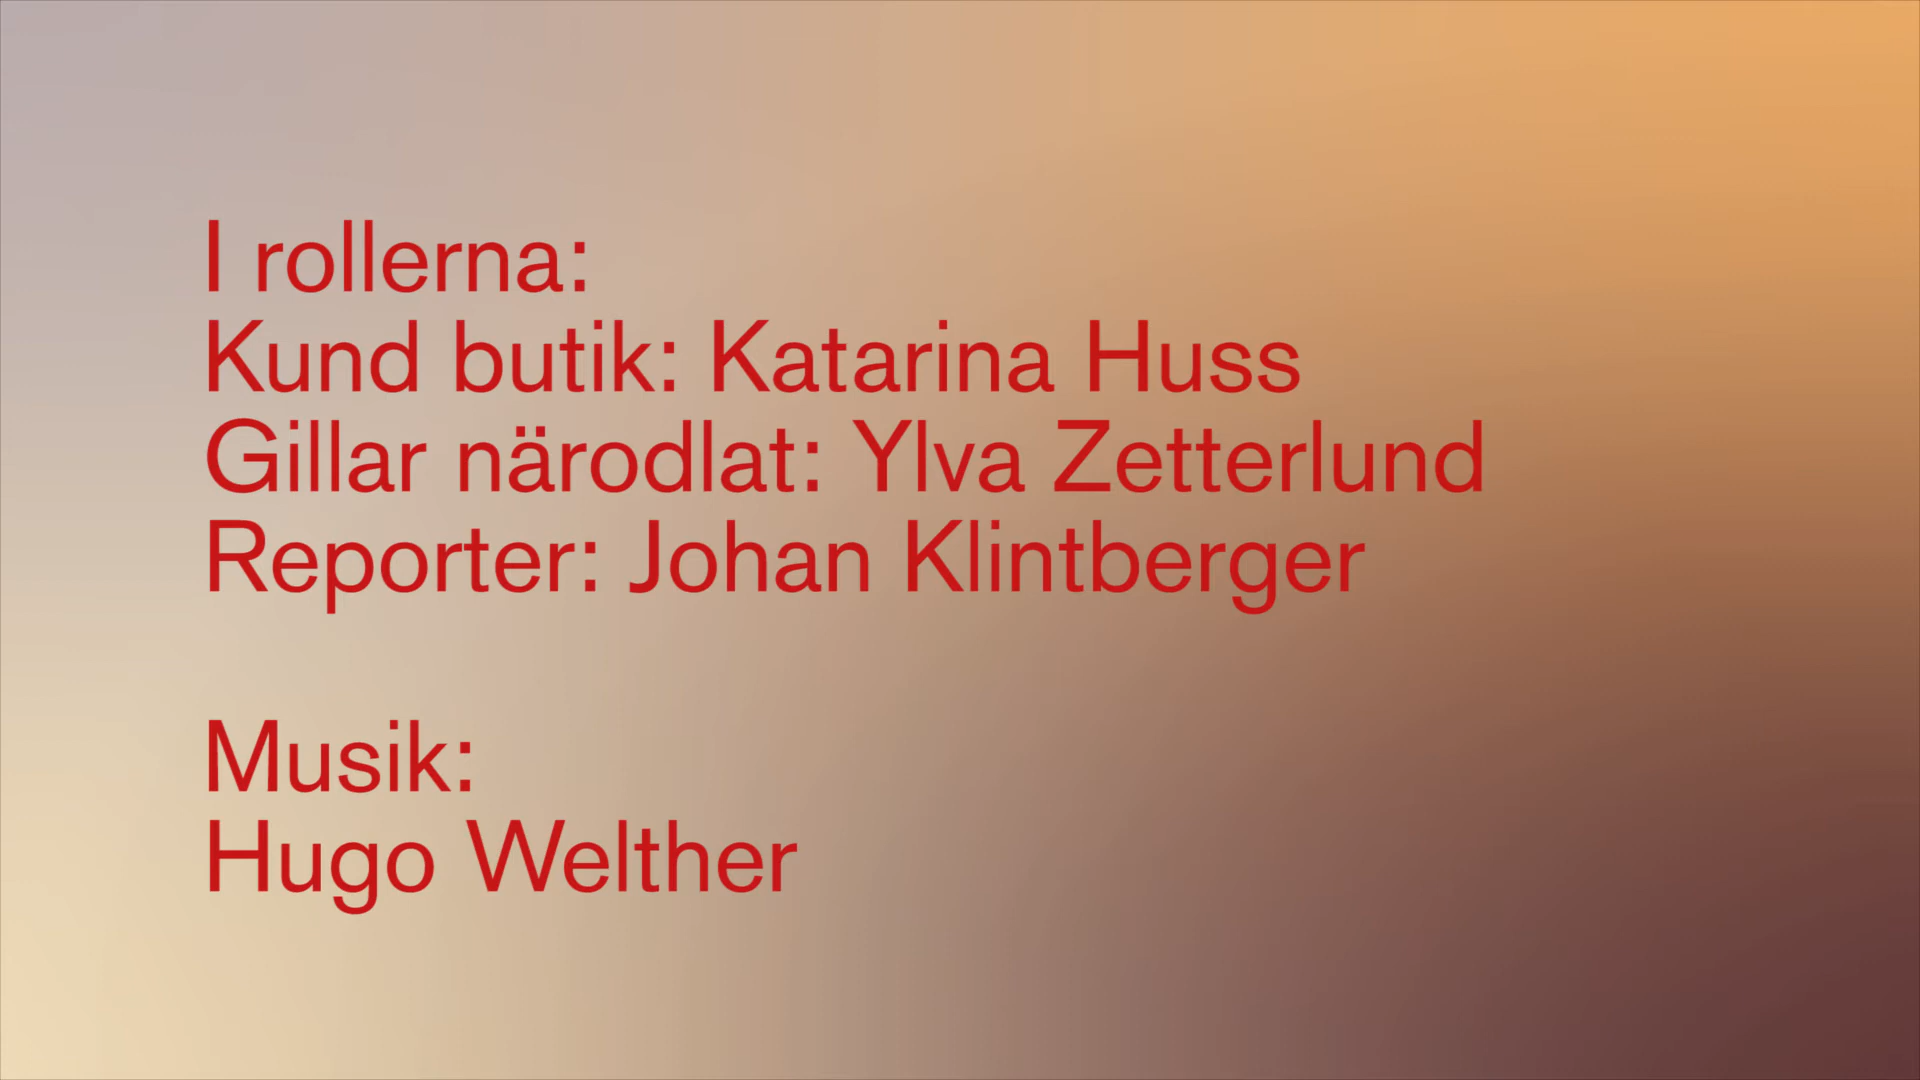 I rollerna:
Kund butik: Katarina Huss
Gillar närodlat: Ylva Zetterlund
Reporter: Johan Klintberger

Musik:
Hugo Welther